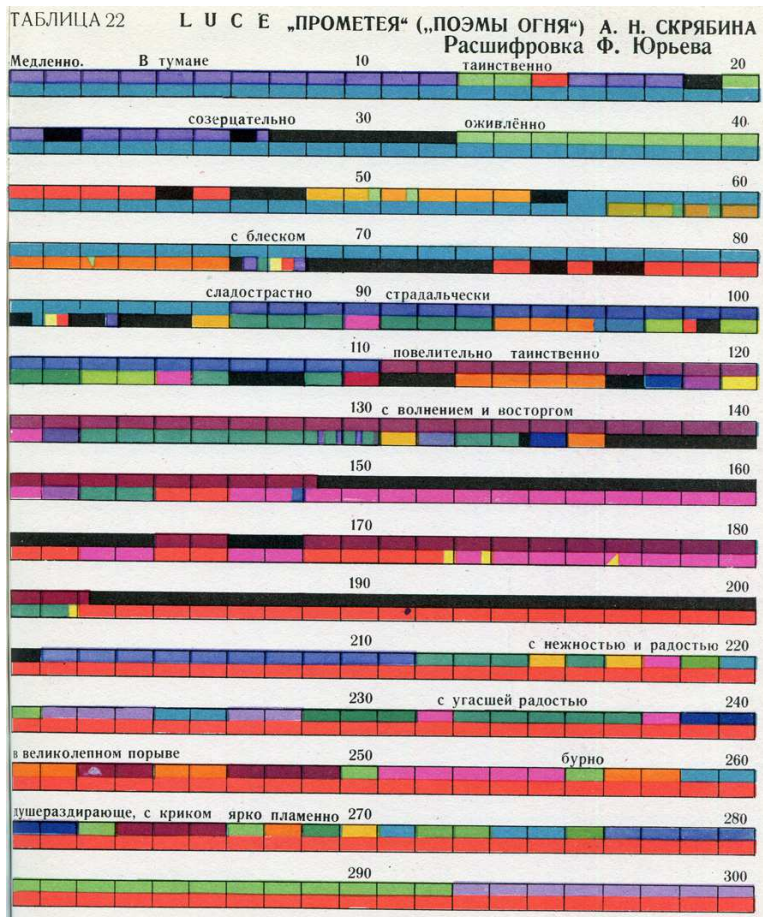 ТАБЛИЦА 22 L U C E „ПРОМЕТЕЯ“ („ПОЭМЫ ОГНЯ“) А. Н. СКРЯБИНА
Расшифровка Ф. Юрьева
Медленно. В тумане 10 таинственно 20
созерцательно 30 оживлённо 40
50 60
с блеском 70 80
сладострастно 90 страдальчески 100
110 повелительно таинственно 120
130 с волнением и восторгом 140
150 160
170 180
190 200
210 с нежностью и радостью 220
230 с угасшей радостью 240
в великолепном порыве 250 бурно 260
душераздирающе, с криком ярко пламенно 270 280
290 300